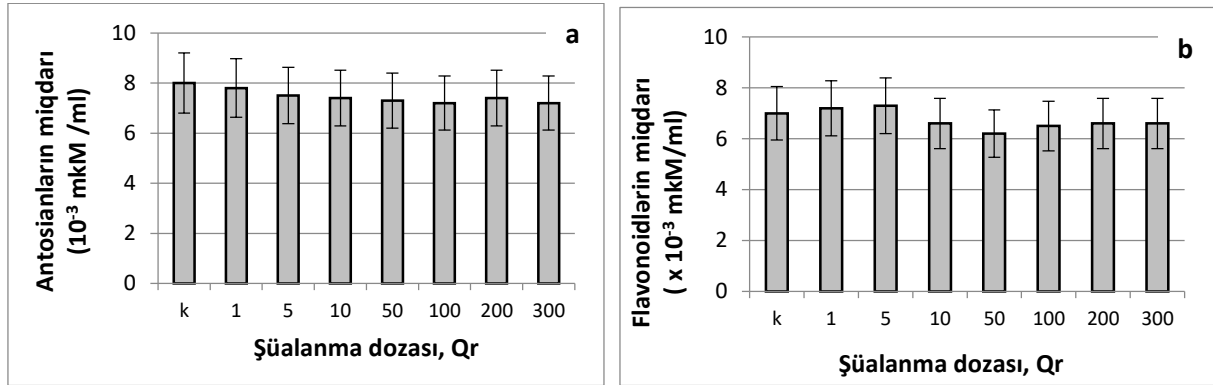 a
Antosianların miqdarı
(10⁻³ mkM /ml)
10
8
6
4
2
0
k 1 5 10 50 100 200 300
Şüalanma dozası, Qr
b
Flavonoidlərin miqdarı
( x 10⁻³ mkM/ml)
10
8
6
4
2
0
k 1 5 10 50 100 200 300
Şüalanma dozası, Qr